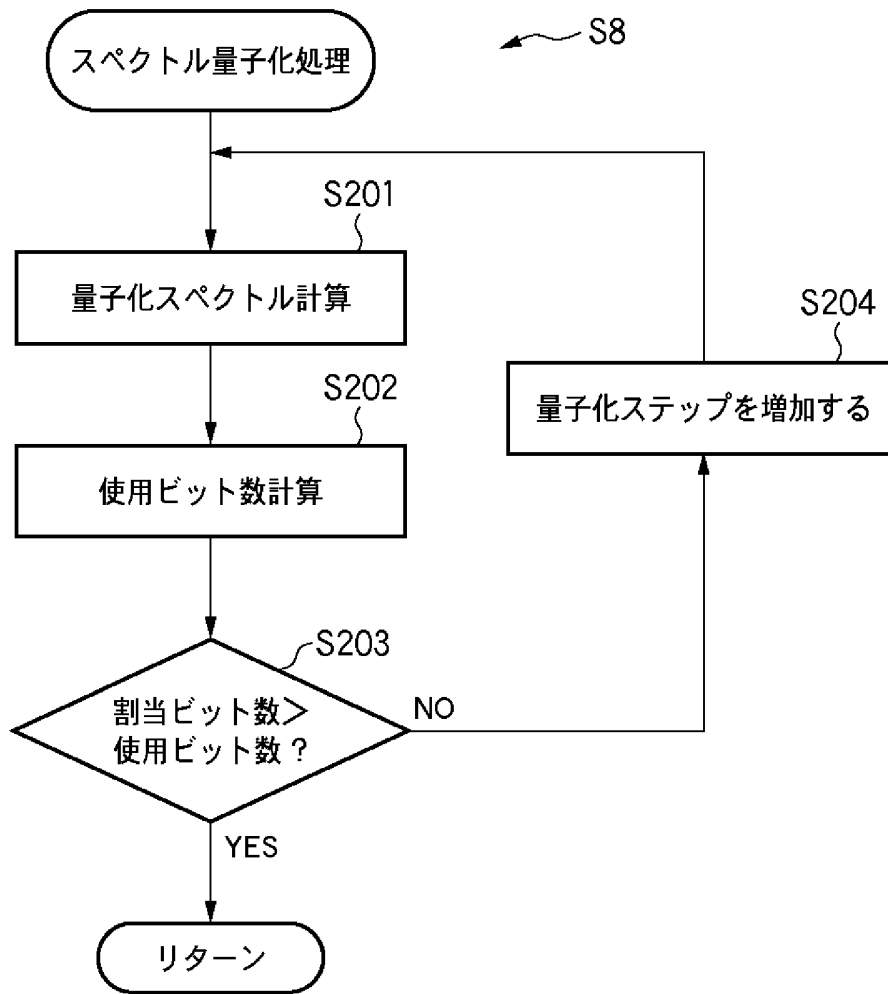 スペクトル量子化処理
S8
S201
量子化スペクトル計算
S204
量子化ステップを増加する
S202
使用ビット数計算
S203
割当ビット数＞
使用ビット数？
NO
YES
リターン